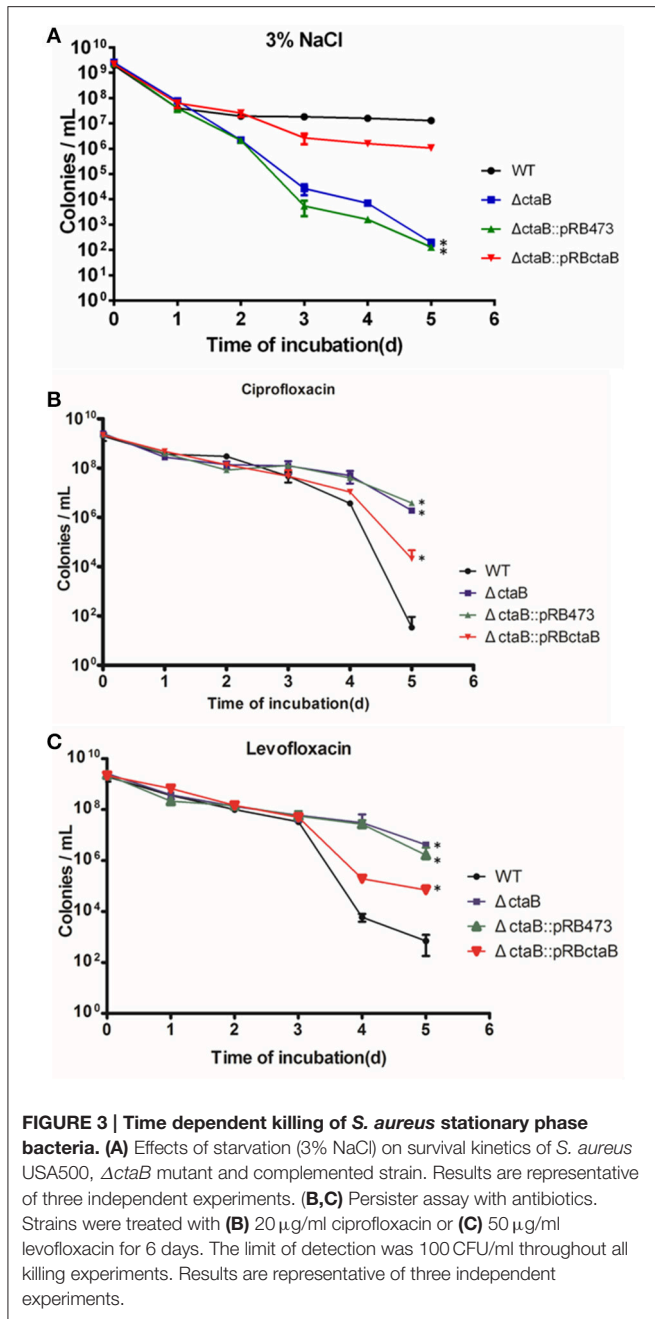 A
3% NaCl
10^10
10^9
10^8
10^7
10^6
10^5
10^4
10^3
10^2
10^1
10^0
Colonies / mL
WT
ΔctaB
ΔctaB::pRB473
ΔctaB::pRBctaB
*
*
0 1 2 3 4 5 6
Time of incubation(d)
B
Ciprofloxacin
10^10
10^8
10^6
10^4
10^2
10^0
Colonies / mL
*
*
*
WT
Δ ctaB
Δ ctaB::pRB473
Δ ctaB::pRBctaB
0 1 2 3 4 5 6
Time of incubation(d)
C
Levofloxacin
10^10
10^8
10^6
10^4
10^2
10^0
Colonies / mL
*
*
*
WT
Δ ctaB
Δ ctaB::pRB473
Δ ctaB::pRBctaB
0 1 2 3 4 5 6
Time of incubation(d)
FIGURE 3 | Time dependent killing of S. aureus stationary phase
bacteria. (A) Effects of starvation (3% NaCl) on survival kinetics of S. aureus
USA500, ΔctaB mutant and complemented strain. Results are representative
of three independent experiments. (B,C) Persister assay with antibiotics.
Strains were treated with (B) 20 μg/ml ciprofloxacin or (C) 50 μg/ml
levofloxacin for 6 days. The limit of detection was 100 CFU/ml throughout all
killing experiments. Results are representative of three independent
experiments.